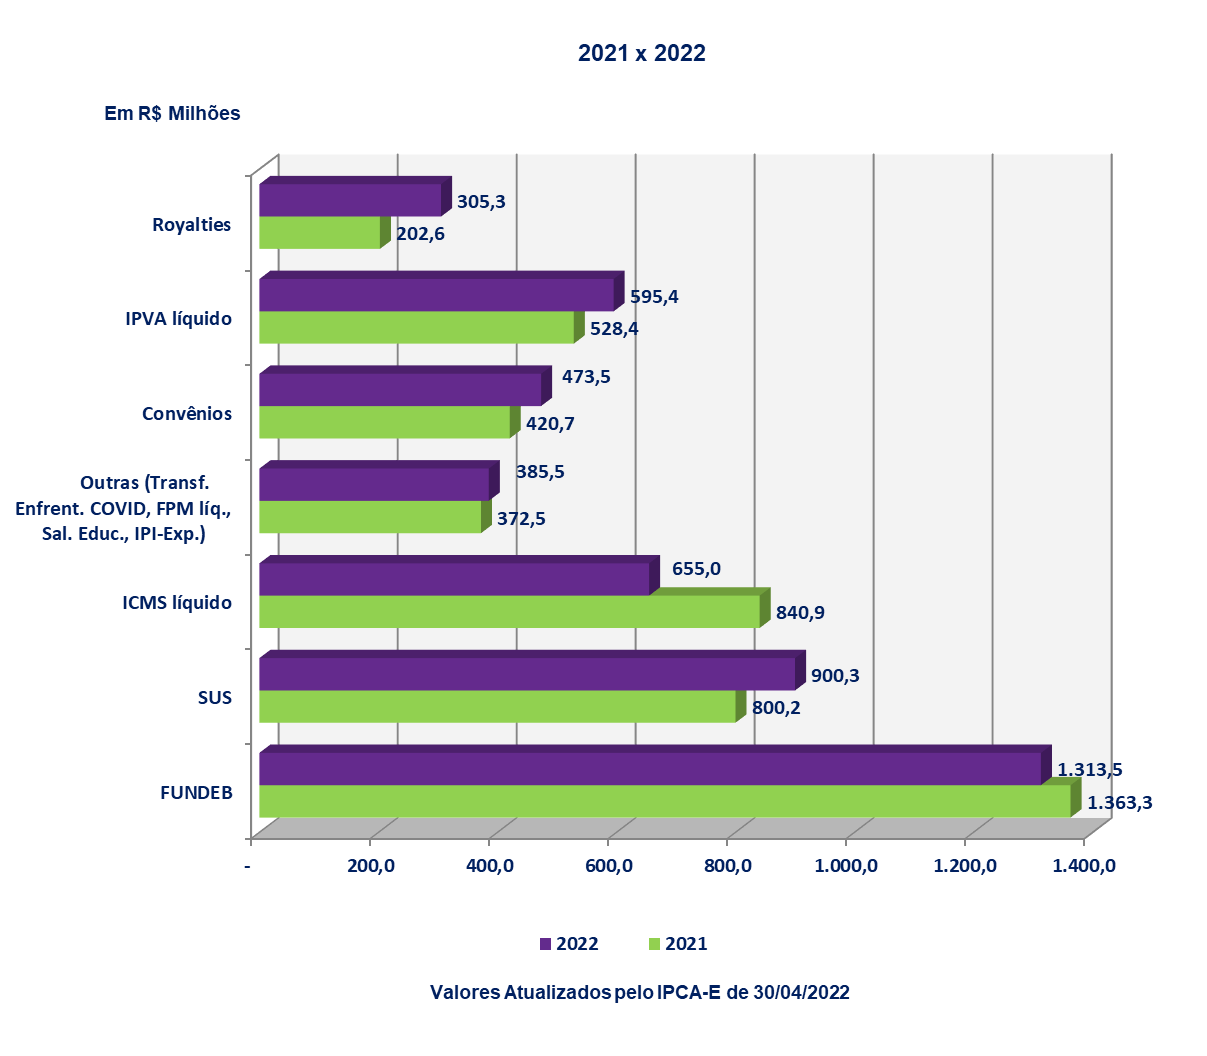 2021 x 2022
Em R$ Milhões
Royalties
305,3
202,6
IPVA líquido
595,4
528,4
Convênios
473,5
420,7
Outras (Transf.
Enfrent. COVID, FPM líq.,
Sal. Educ., IPI-Exp.)
385,5
372,5
ICMS líquido
655,0
840,9
SUS
900,3
800,2
FUNDEB
1.313,5
1.363,3
- 200,0 400,0 600,0 800,0 1.000,0 1.200,0 1.400,0
2022 2021
Valores Atualizados pelo IPCA-E de 30/04/2022